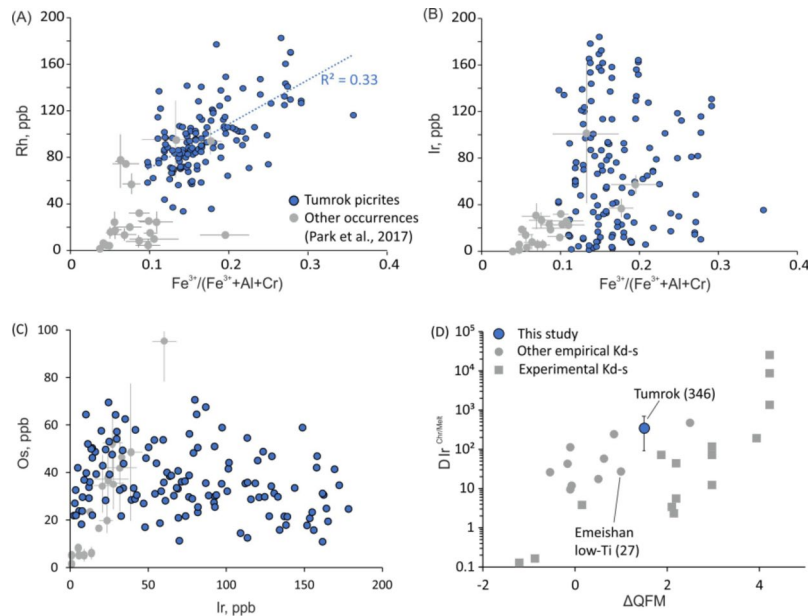 (A)
Rh, ppb
200
160
120
80
40
0
0
0.1
0.2
0.3
0.4
R² = 0.33
Tumrok picrites
Other occurrences
(Park et al., 2017)
Fe³⁺/(Fe³⁺+Al+Cr)
(B)
Ir, ppb
200
160
120
80
40
0
0
0.1
0.2
0.3
0.4
Fe³⁺/(Fe³⁺+Al+Cr)
(C)
Os, ppb
100
80
60
40
20
0
0
50
100
150
200
Ir, ppb
(D)
D Ir Chr/Melt
10⁵
10⁴
10³
10²
10
1
0.1
-2
0
2
4
6
This study
Other empirical Kd-s
Experimental Kd-s
Tumrok (346)
Emeishan
low-Ti (27)
ΔQFM